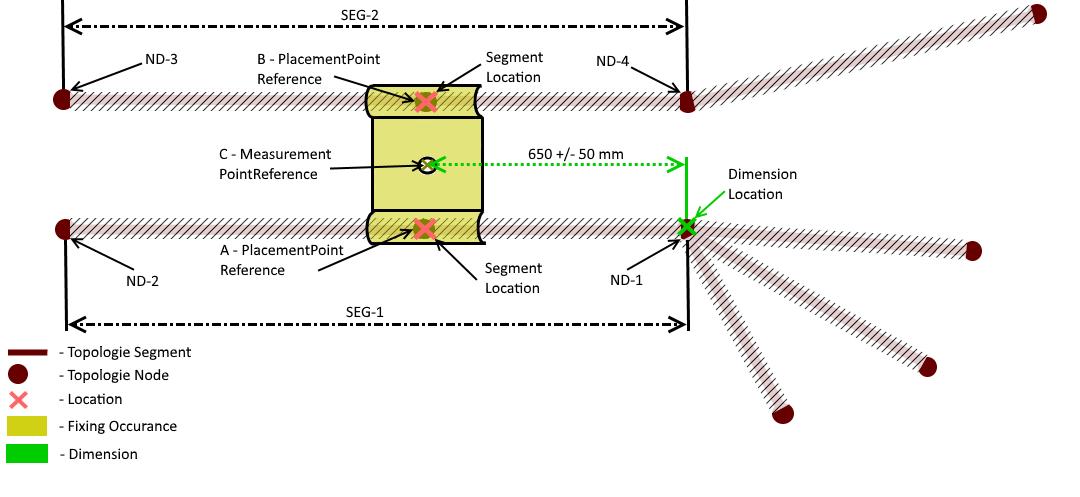 SEG-2
ND-3
B - PlacementPoint
Reference
Segment
Location
ND-4
C - Measurement
PointReference
650 +/- 50 mm
Dimension
Location
A - PlacementPoint
Reference
Segment
Location
ND-2
ND-1
SEG-1
- Topologie Segment
- Topologie Node
- Location
- Fixing Occurance
- Dimension